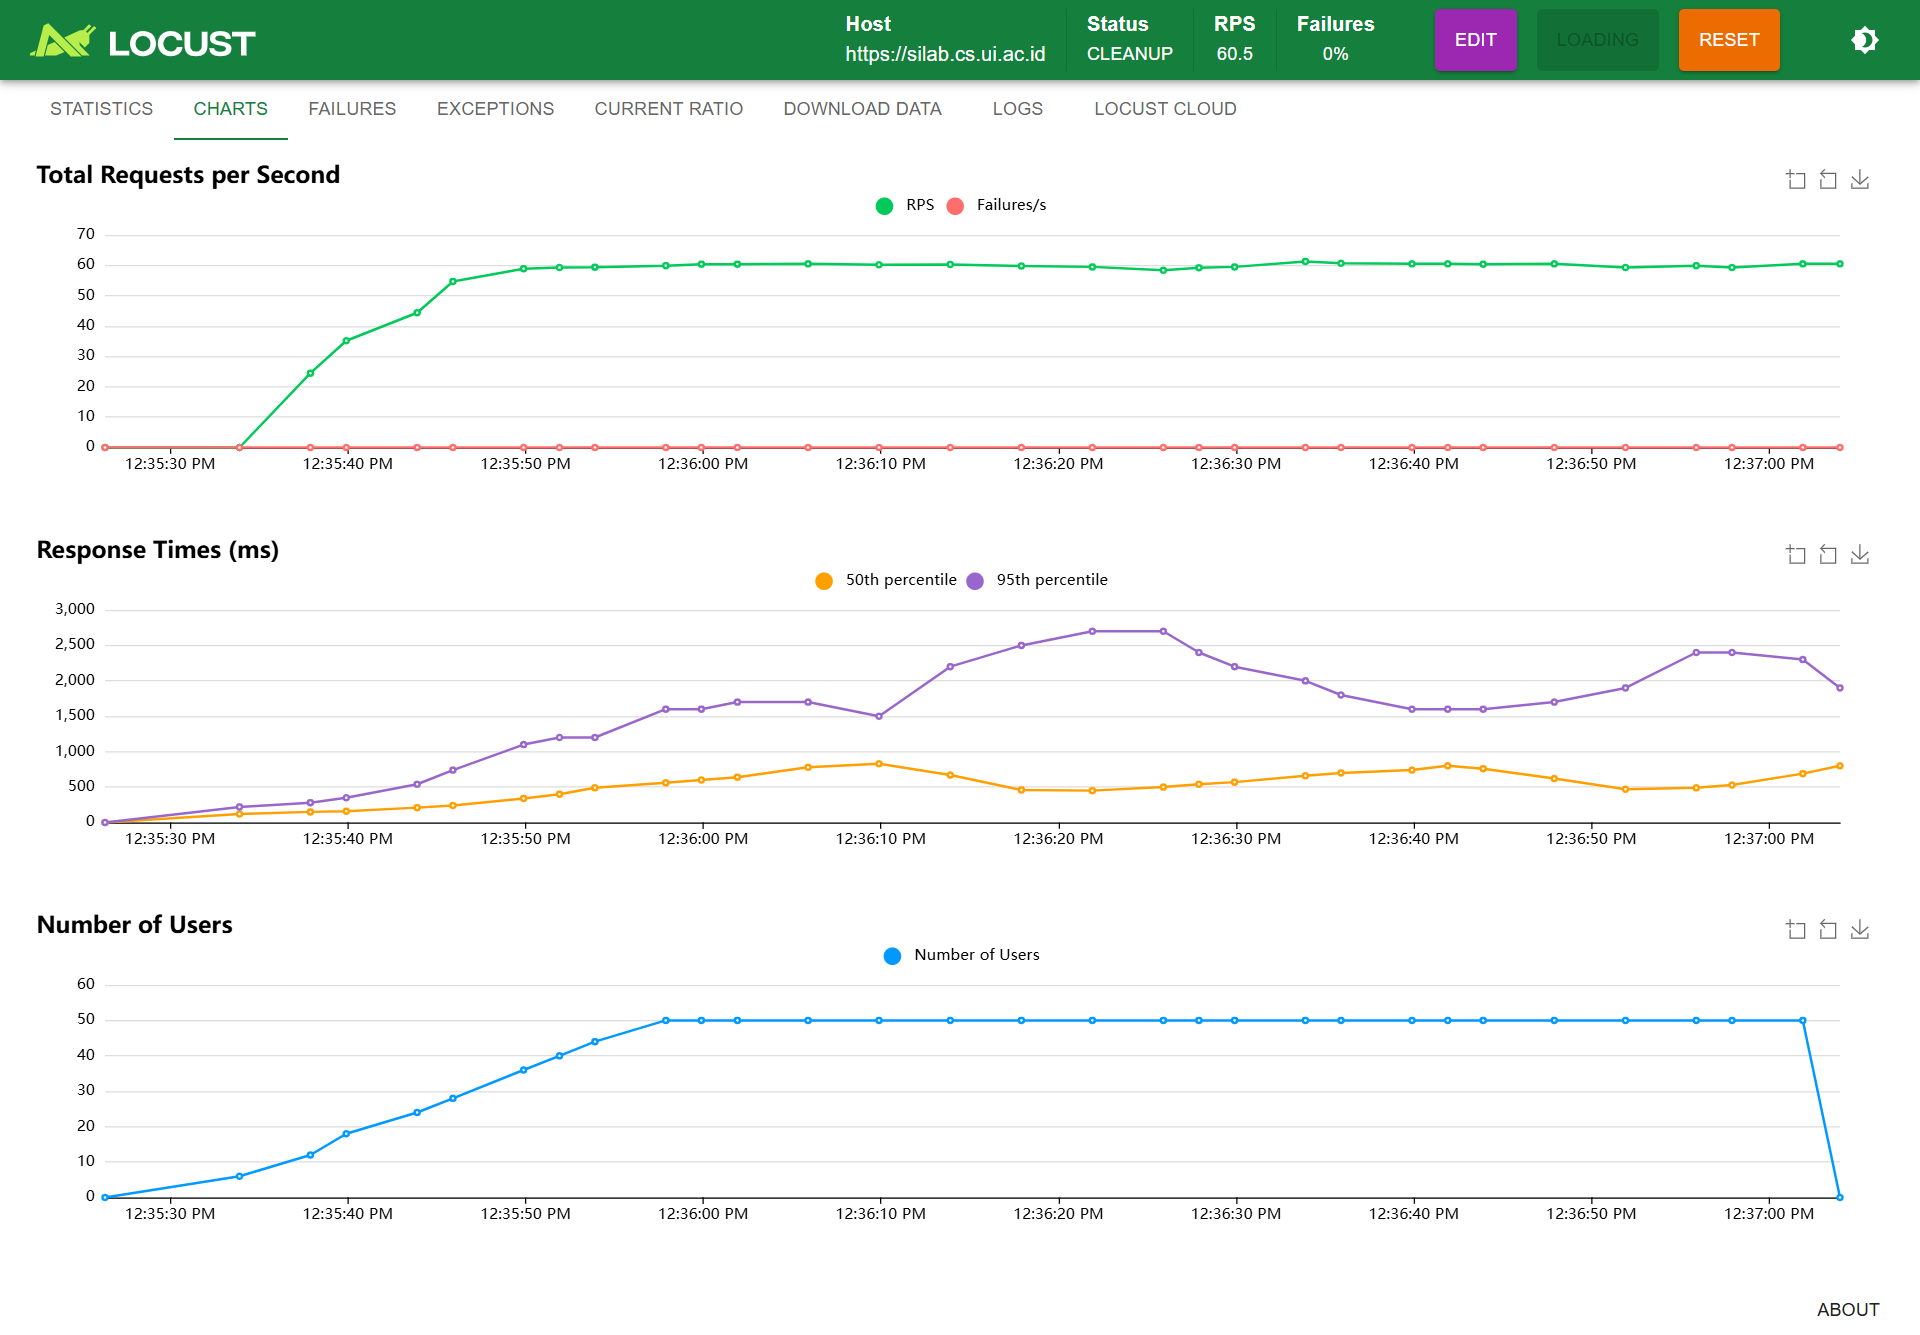 LOCUST
Host
https://silab.cs.ui.ac.id
Status
CLEANUP
RPS
60.5
Failures
0%
EDIT
LOADING
RESET
STATISTICS CHARTS FAILURES EXCEPTIONS CURRENT RATIO DOWNLOAD DATA LOGS LOCUST CLOUD
Total Requests per Second
RPS Failures/s
70
60
50
40
30
20
10
0
12:35:30 PM 12:35:40 PM 12:35:50 PM 12:36:00 PM 12:36:10 PM 12:36:20 PM 12:36:30 PM 12:36:40 PM 12:36:50 PM 12:37:00 PM
Response Times (ms)
50th percentile 95th percentile
3,000
2,500
2,000
1,500
1,000
500
0
12:35:30 PM 12:35:40 PM 12:35:50 PM 12:36:00 PM 12:36:10 PM 12:36:20 PM 12:36:30 PM 12:36:40 PM 12:36:50 PM 12:37:00 PM
Number of Users
Number of Users
60
50
40
30
20
10
0
12:35:30 PM 12:35:40 PM 12:35:50 PM 12:36:00 PM 12:36:10 PM 12:36:20 PM 12:36:30 PM 12:36:40 PM 12:36:50 PM 12:37:00 PM
ABOUT